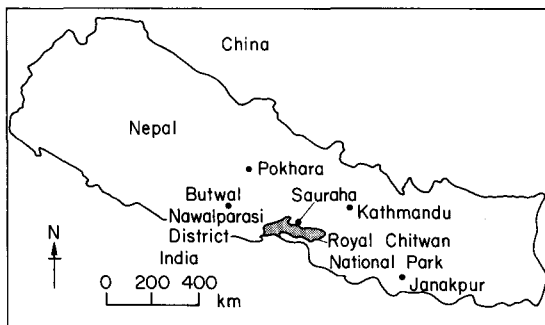 China
Nepal
Pokhara
Sauraha
Butwal
Kathmandu
Nawalparasi
District
Royal Chitwan
National Park
N
India
Janakpur
0 200 400
km